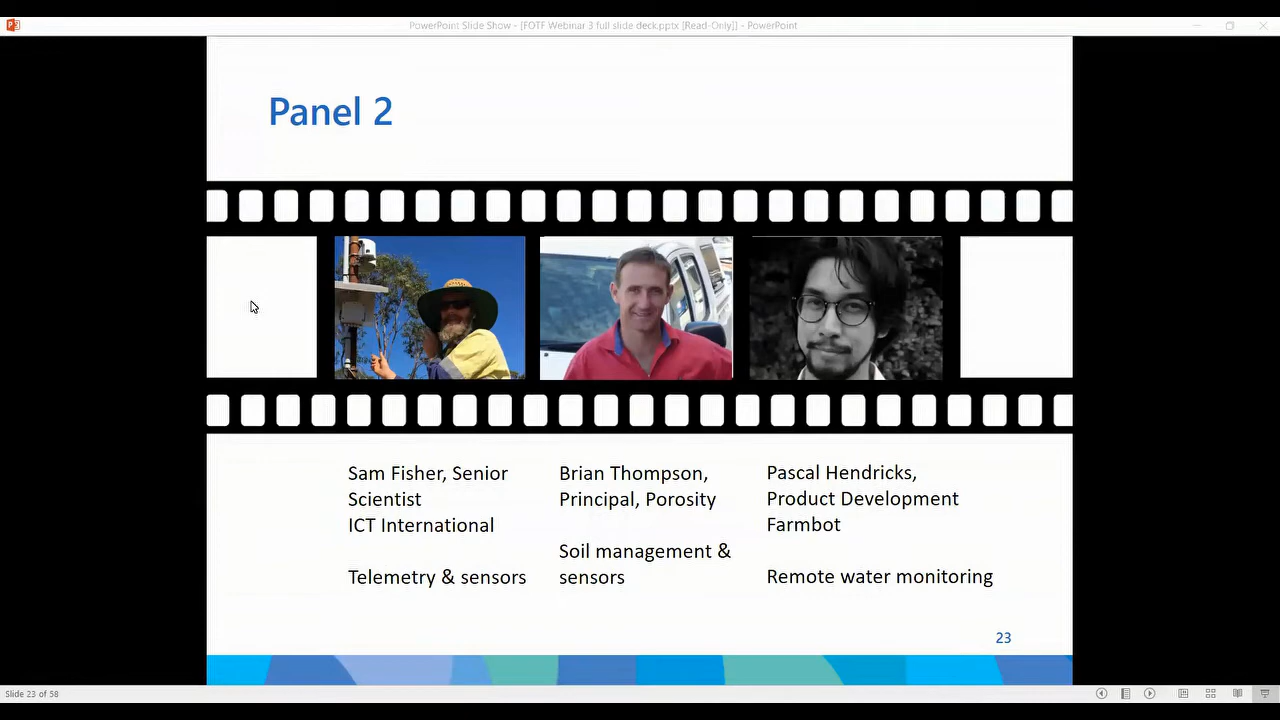 PowerPoint Slide Show - [FOTF Webinar 3 full slide deck.pptx [Read-Only]] - PowerPoint
Panel 2
Sam Fisher, Senior
Scientist
ICT International
Telemetry & sensors
Brian Thompson,
Principal, Porosity
Soil management &
sensors
Pascal Hendricks,
Product Development
Farmbot
Remote water monitoring
23
Slide 23 of 58